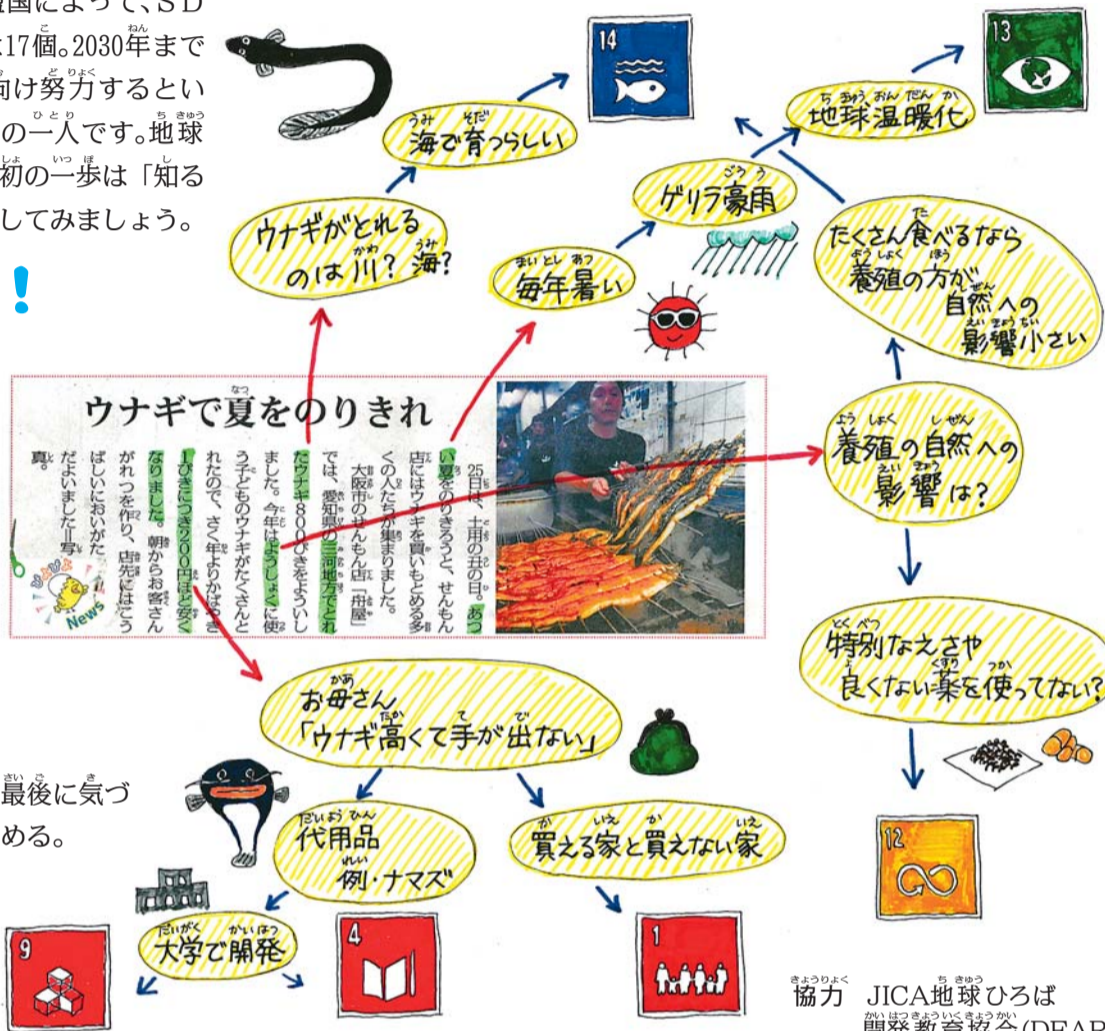 盟国によって、SD
は17個。2030年まで
向け努力するとい
の一人です。地球
初の一歩は「知る
してみましょう。
!
14
13
海で育つらしい
地球温暖化
ゲリラ豪雨
ウナギがとれる
のは川?海?
毎年暑い
たくさん食べるなら
養殖の方が
自然への
影響小さい
ウナギで夏をのりきれ
25日は、土用の丑の日。あつ
い夏をのりきろうと、せんもん
店にはウナギを買いもとめる多
くの人たちが集まりました。
大阪市のせんもん店「舟屋」
では、愛知県の三河地方でとれ
たウナギ800びきをよういし
ました。今年はようしょくに使
う子どものウナギがたくさんと
れたので、さく年よりかばやき
1ぴきにつき200円ほど安く
なりました。朝からお客さん
がれつを作り、店先にはこう
ばしいにおいがた
だよいました=写
真。
News
養殖の自然への
影響は?
特別なえさや
良くない薬を使ってない?
12
お母さん
「ウナギ高くて手が出ない」
最後に気づ
める。
代用品
例・ナマズ
買える家と買えない家
大学で開発
9
4
1
協力 JICA地球ひろば
開発教育協会(DEAR